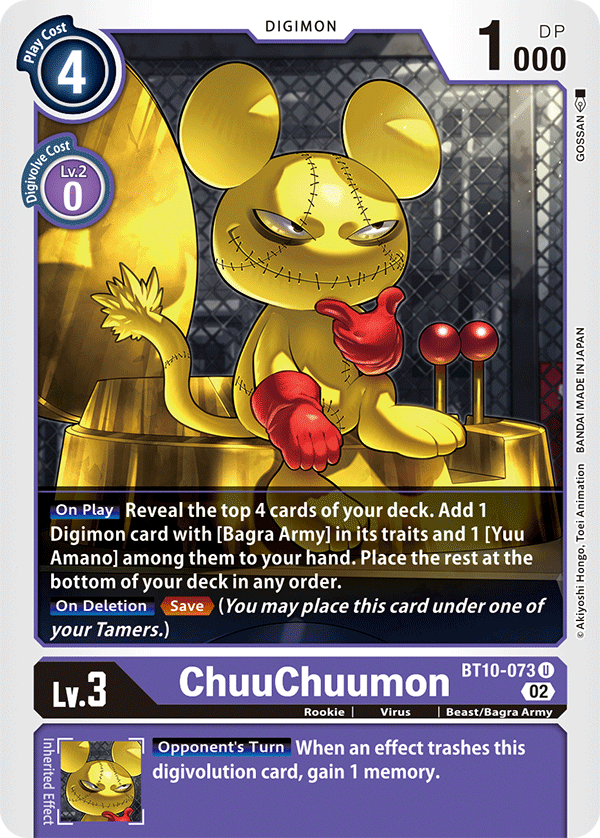 Play Cost
4
DIGIMON
DP
1000
Digivolve Cost
Lv.2
0
GOSSAN
BANDAI MADE IN JAPAN
© Akiyoshi Hongo, Toei Animation
On Play Reveal the top 4 cards of your deck. Add 1
Digimon card with [Bagra Army] in its traits and 1 [Yuu
Amano] among them to your hand. Place the rest at the
bottom of your deck in any order.
On Deletion Save (You may place this card under one of
your Tamers.)
Lv.3
ChuuChuumon
BT10-073 U
02
Rookie | Virus | Beast/Bagra Army
Inherited Effect
Opponent's Turn When an effect trashes this
digivolution card, gain 1 memory.